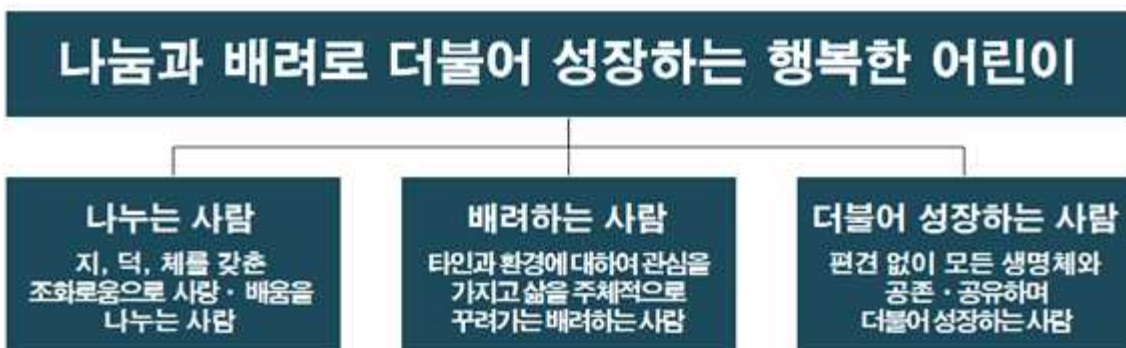 나눔과 배려로 더불어 성장하는 행복한 어린이
나누는 사람
지, 덕, 체를 갖춘
조화로움으로 사랑 · 배움을
나누는 사람
배려하는 사람
타인과 환경에 대하여 관심을
가지고 삶을 주체적으로
꾸려가는 배려하는 사람
더불어 성장하는 사람
편견 없이 모든 생명체와
공존 · 공유하며
더불어 성장하는 사람